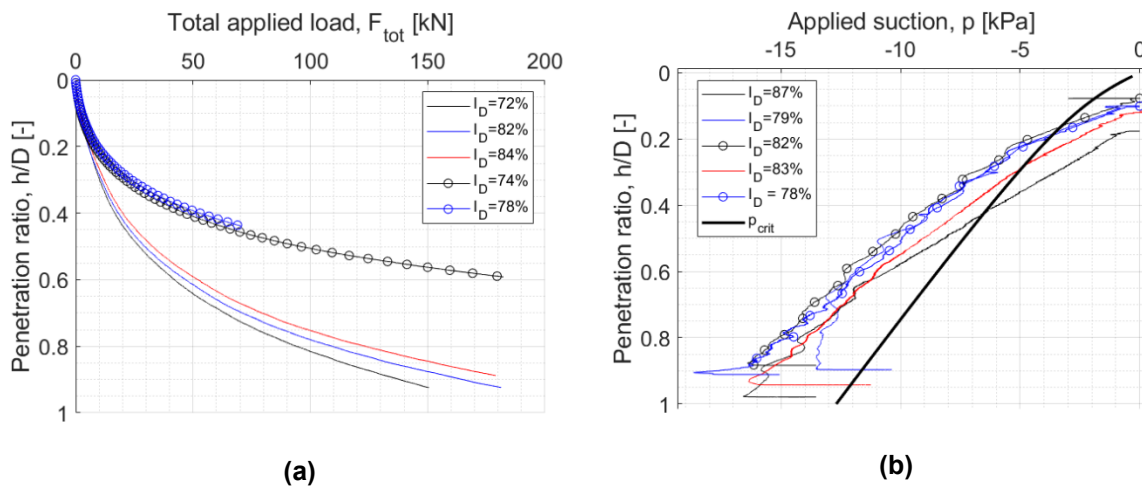 Total applied load, F_tot [kN]
0 50 100 150 200
Penetration ratio, h/D [-]
0
0.2
0.4
0.6
0.8
1
I_D=72%
I_D=82%
I_D=84%
I_D=74%
I_D=78%
(a)
Applied suction, p [kPa]
-15 -10 -5 0
Penetration ratio, h/D [-]
0
0.2
0.4
0.6
0.8
1
I_D=87%
I_D=79%
I_D=82%
I_D=83%
I_D = 78%
p_crit
(b)